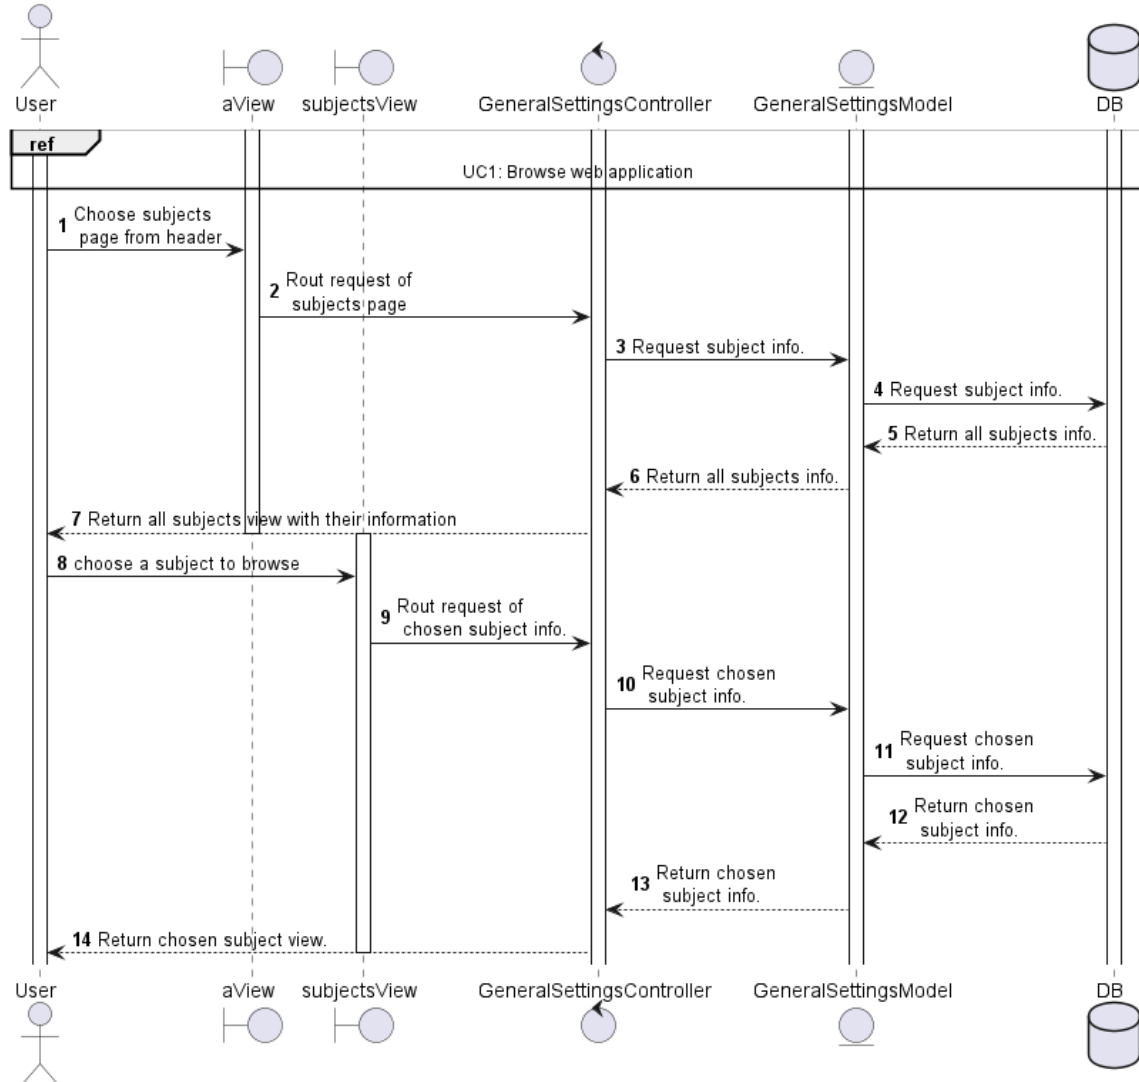 User
aView
subjectsView
GeneralSettingsController
GeneralSettingsModel
DB
ref
UC1: Browse web application
1 Choose subjects
page from header
2 Rout request of
subjects page
3 Request subject info.
4 Request subject info.
5 Return all subjects info.
6 Return all subjects info.
7 Return all subjects view with their information
8 choose a subject to browse
9 Rout request of
chosen subject info.
10 Request chosen
subject info.
11 Request chosen
subject info.
12 Return chosen
subject info.
13 Return chosen
subject info.
14 Return chosen subject view.
User
aView
subjectsView
GeneralSettingsController
GeneralSettingsModel
DB